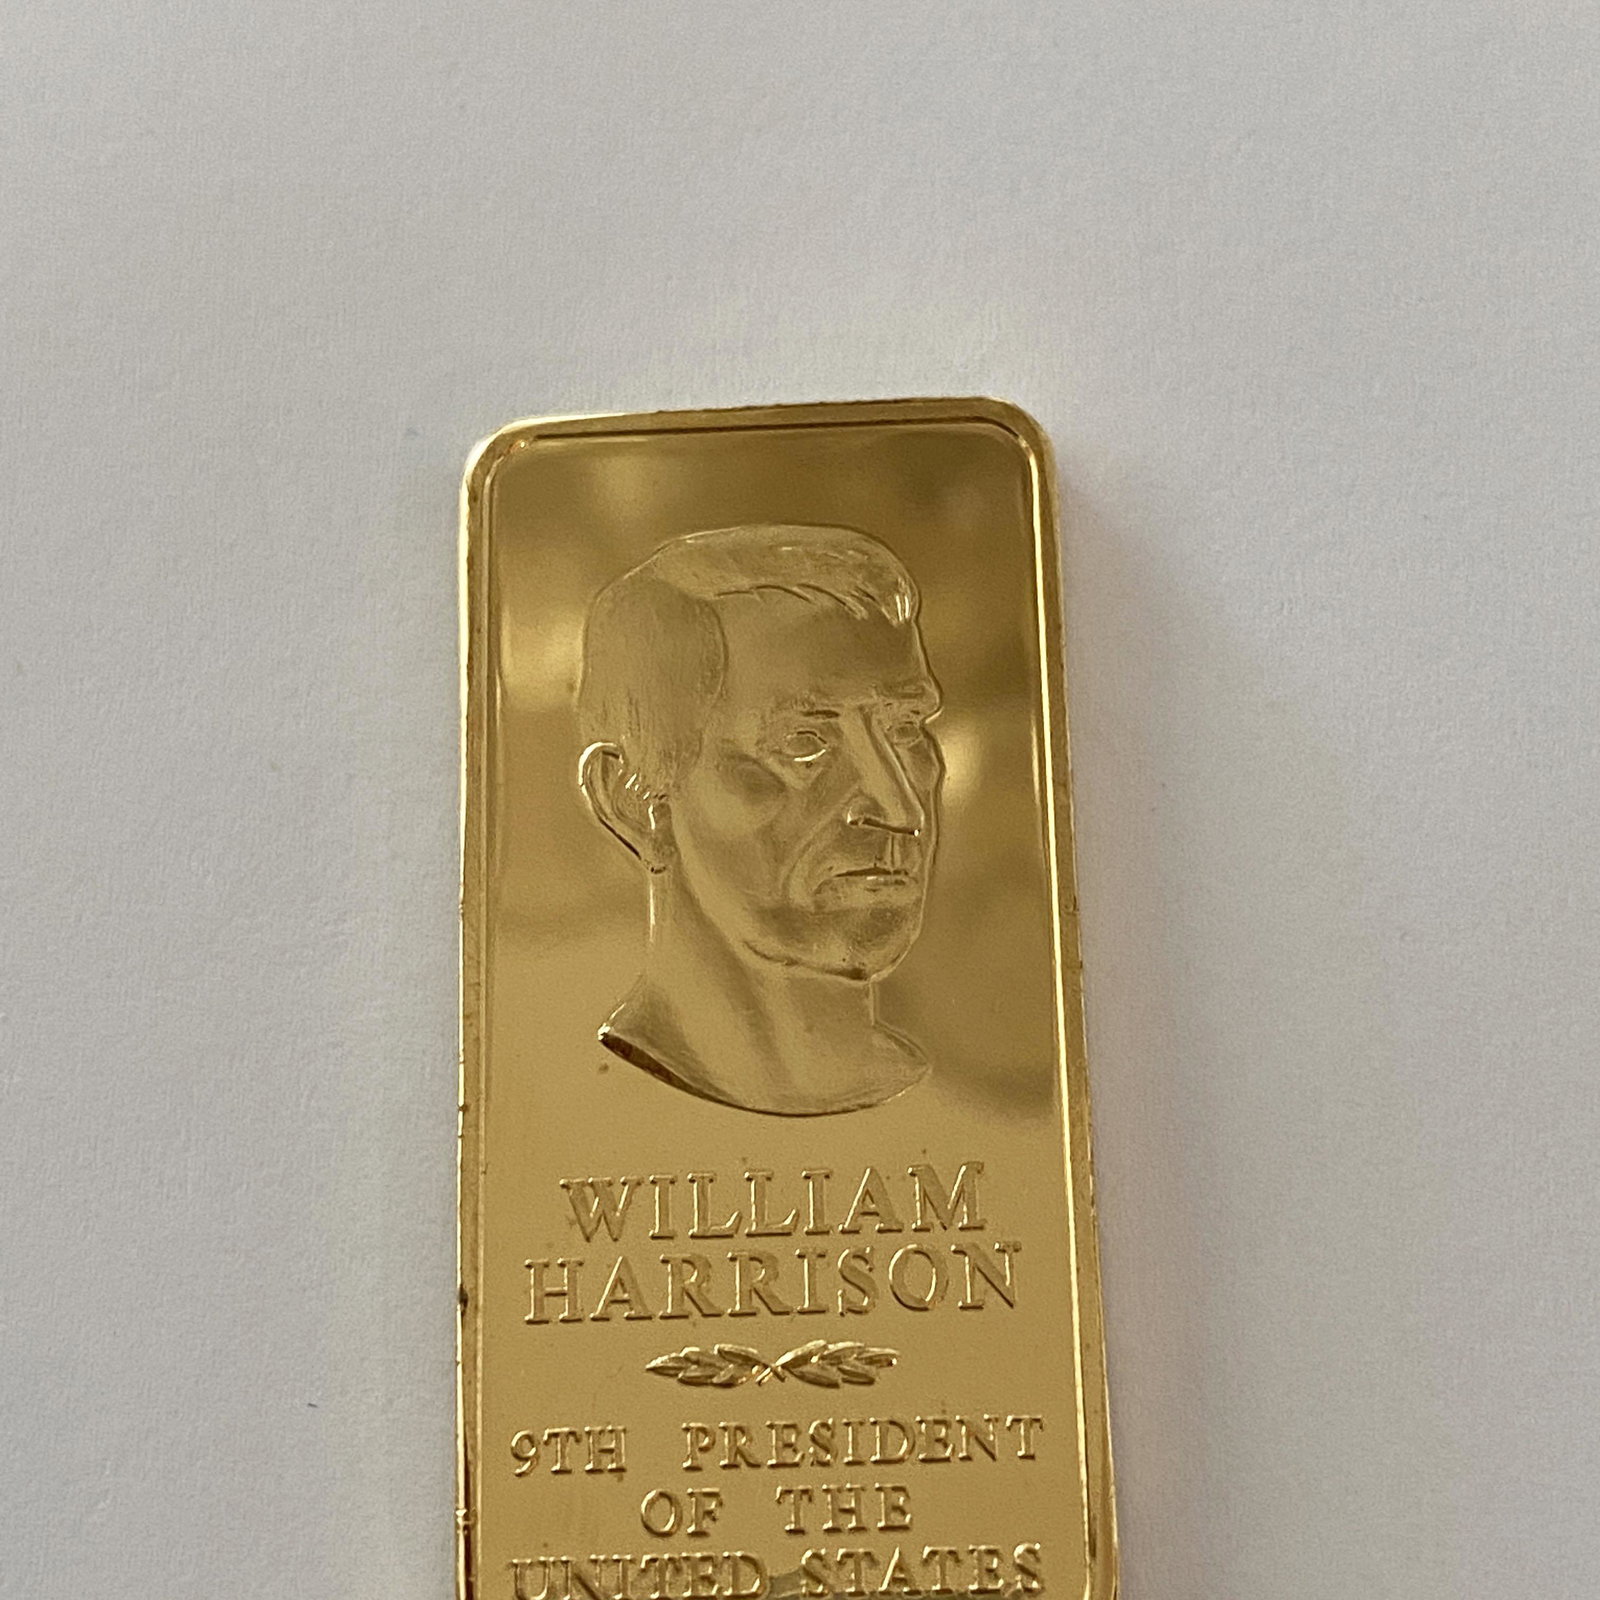 WILLIAM
HARRISON
9TH PRESIDENT
OF THE
UNITED STATES